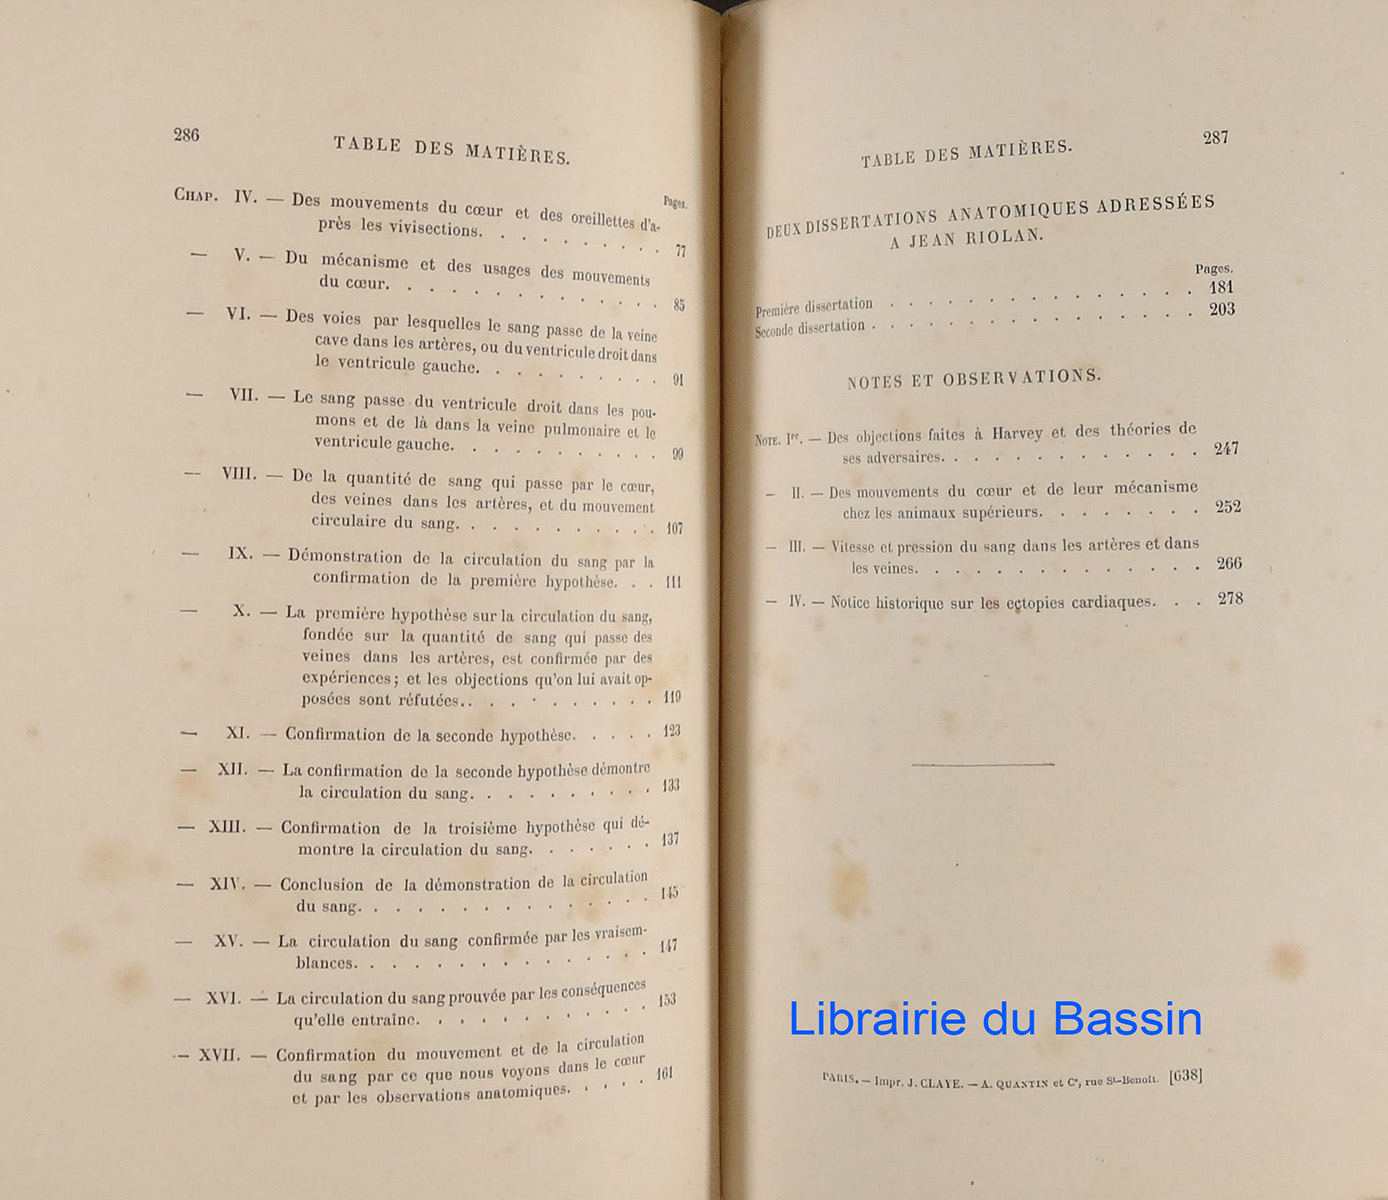 286
TABLE DES MATIÈRES.
Pages.
CHAP. IV. — Des mouvements du cœur et des oreillettes d'a-
près les vivisections. . . . . . . . . . 77
— V. — Du mécanisme et des usages des mouvements
du cœur. . . . . . . . . . . . . 85
— VI. — Des voies par lesquelles le sang passe de la veine
cave dans les artères, ou du ventricule droit dans
le ventricule gauche. . . . . . . . . . 91
— VII. — Le sang passe du ventricule droit dans les pou-
mons et de là dans la veine pulmonaire et le
ventricule gauche. . . . . . . . . . . 99
— VIII. — De la quantité de sang qui passe par le cœur,
des veines dans les artères, et du mouvement
circulaire du sang. . . . . . . . . . 107
— IX. — Démonstration de la circulation du sang par la
confirmation de la première hypothèse. . . 111
— X. — La première hypothèse sur la circulation du sang,
fondée sur la quantité de sang qui passe des
veines dans les artères, est confirmée par des
expériences; et les objections qu'on lui avait op-
posées sont réfutées.. . . . . . . . . . 119
— XI. — Confirmation de la seconde hypothèse. . . . . 123
— XII. — La confirmation de la seconde hypothèse démontre
la circulation du sang. . . . . . . . . 133
— XIII. — Confirmation de la troisième hypothèse qui dé-
montre la circulation du sang. . . . . . . 137
— XIV. — Conclusion de la démonstration de la circulation
du sang. . . . . . . . . . . . . . 145
— XV. — La circulation du sang confirmée par les vraisem-
blances. . . . . . . . . . . . . . 147
— XVI. — La circulation du sang prouvée par les conséquences
qu'elle entraîne. . . . . . . . . . . 153
— XVII. — Confirmation du mouvement et de la circulation
du sang par ce que nous voyons dans le cœur
et par les observations anatomiques. . . . . 161
287
TABLE DES MATIÈRES.
DEUX DISSERTATIONS ANATOMIQUES ADRESSÉES
A JEAN RIOLAN.
Pages.
Première dissertation . . . . . . . . . . . . . 181
Seconde dissertation . . . . . . . . . . . . . . 203
NOTES ET OBSERVATIONS.
NOTE. Ire. — Des objections faites à Harvey et des théories de
ses adversaires. . . . . . . . . . . . 247
— II. — Des mouvements du cœur et de leur mécanisme
chez les animaux supérieurs. . . . . . . 252
— III. — Vitesse et pression du sang dans les artères et dans
les veines. . . . . . . . . . . . . 266
— IV. — Notice historique sur les ectopies cardiaques. . . 278
Librairie du Bassin
PARIS. — Impr. J. CLAYE. — A. QUANTIN et Ce, rue St-Benoît. [638]